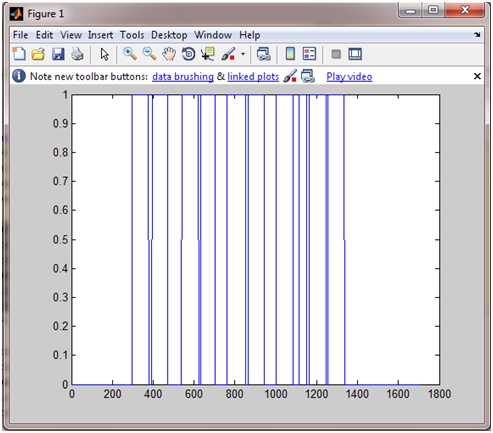 Figure 1
File Edit View Insert Tools Desktop Window Help
Note new toolbar buttons: data brushing & linked plots Play video
1
0.9
0.8
0.7
0.6
0.5
0.4
0.3
0.2
0.1
0
0 200 400 600 800 1000 1200 1400 1600 1800